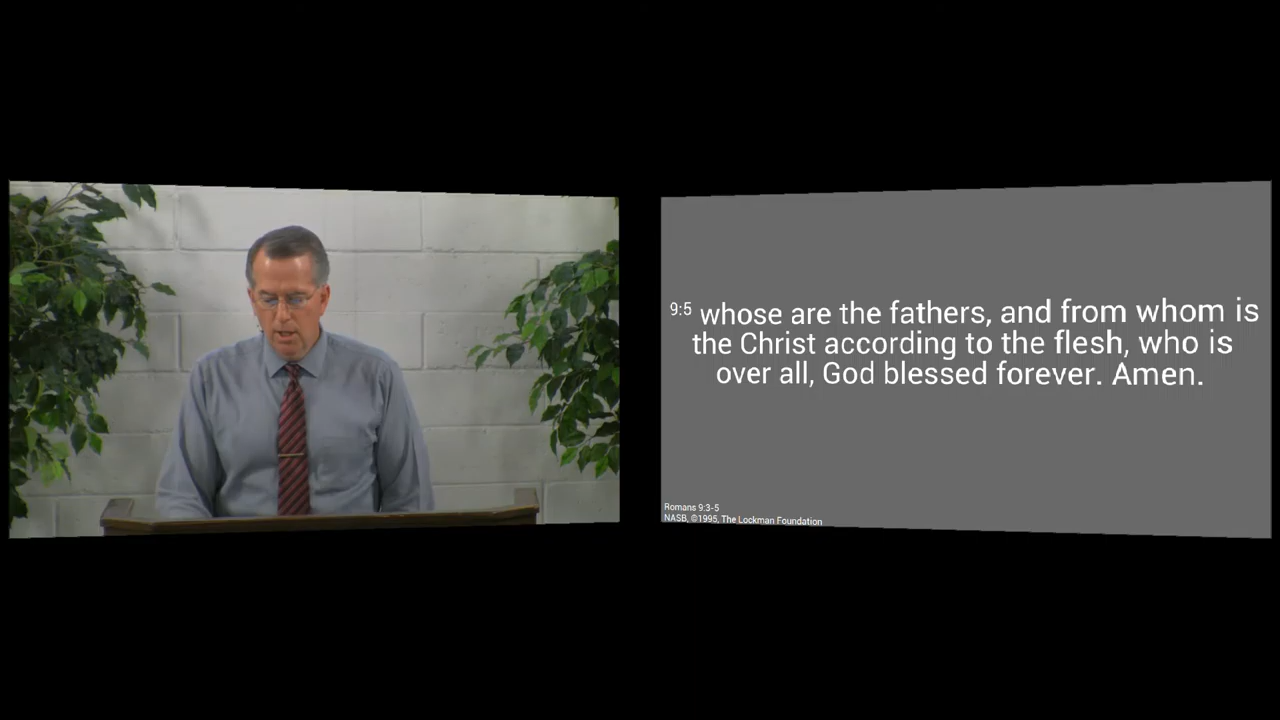 9:5 whose are the fathers, and from whom is
the Christ according to the flesh, who is
over all, God blessed forever. Amen.
Romans 9:3-5
NASB, ©1995, The Lockman Foundation